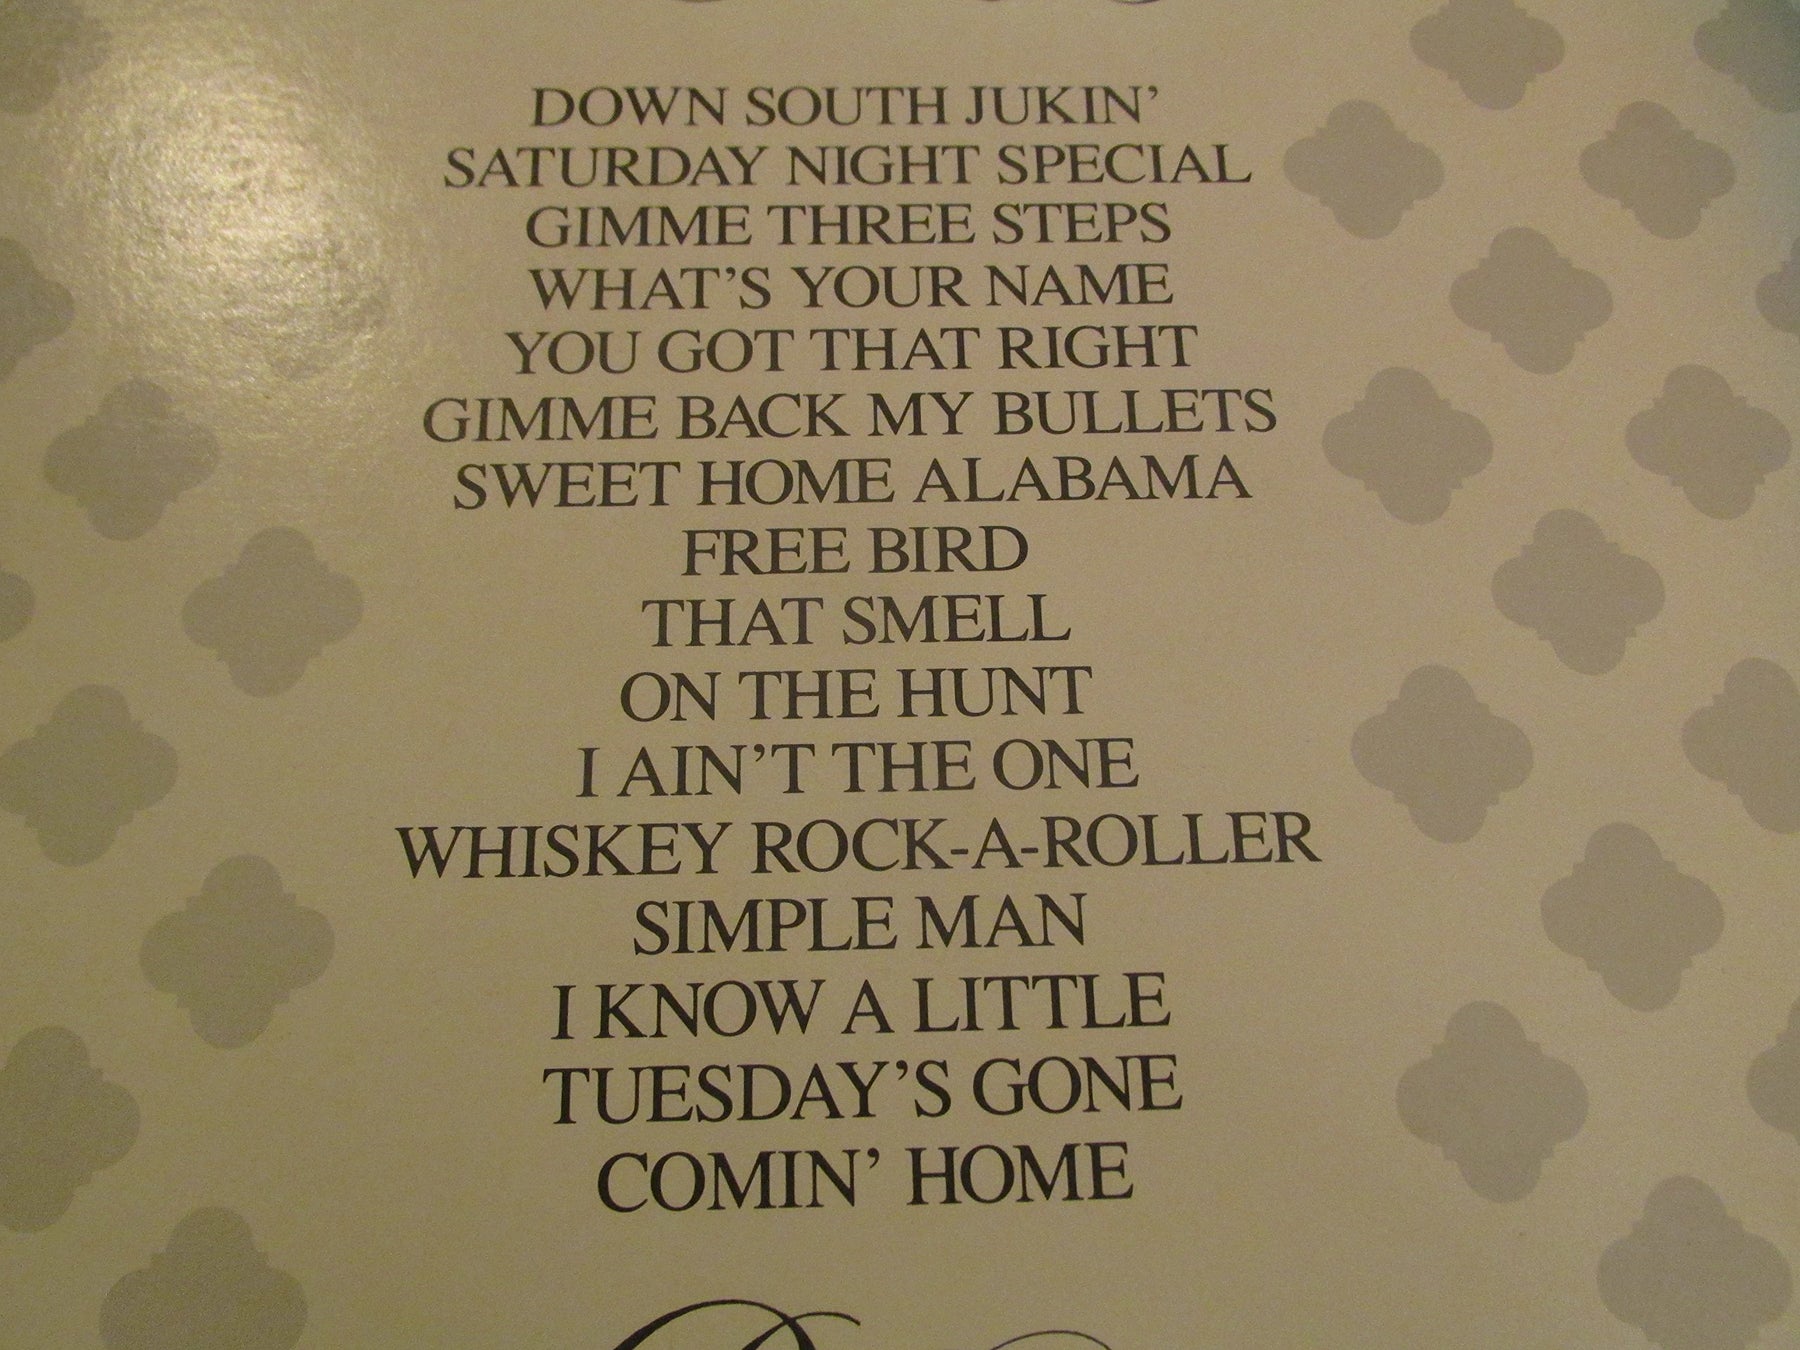 DOWN SOUTH JUKIN’
SATURDAY NIGHT SPECIAL
GIMME THREE STEPS
WHAT’S YOUR NAME
YOU GOT THAT RIGHT
GIMME BACK MY BULLETS
SWEET HOME ALABAMA
FREE BIRD
THAT SMELL
ON THE HUNT
I AIN’T THE ONE
WHISKEY ROCK-A-ROLLER
SIMPLE MAN
I KNOW A LITTLE
TUESDAY’S GONE
COMIN’ HOME